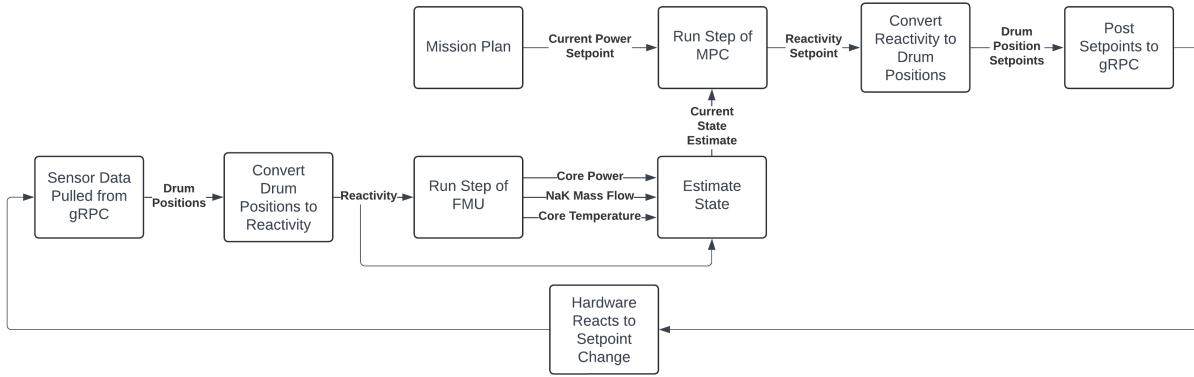 Mission Plan
Current Power
Setpoint
Run Step of
MPC
Reactivity
Setpoint
Convert
Reactivity to
Drum
Positions
Drum
Position
Setpoints
Post
Setpoints to
gRPC
Current
State
Estimate
Sensor Data
Pulled from
gRPC
Drum
Positions
Convert
Drum
Positions to
Reactivity
Reactivity
Run Step of
FMU
Core Power
NaK Mass Flow
Core Temperature
Estimate
State
Hardware
Reacts to
Setpoint
Change